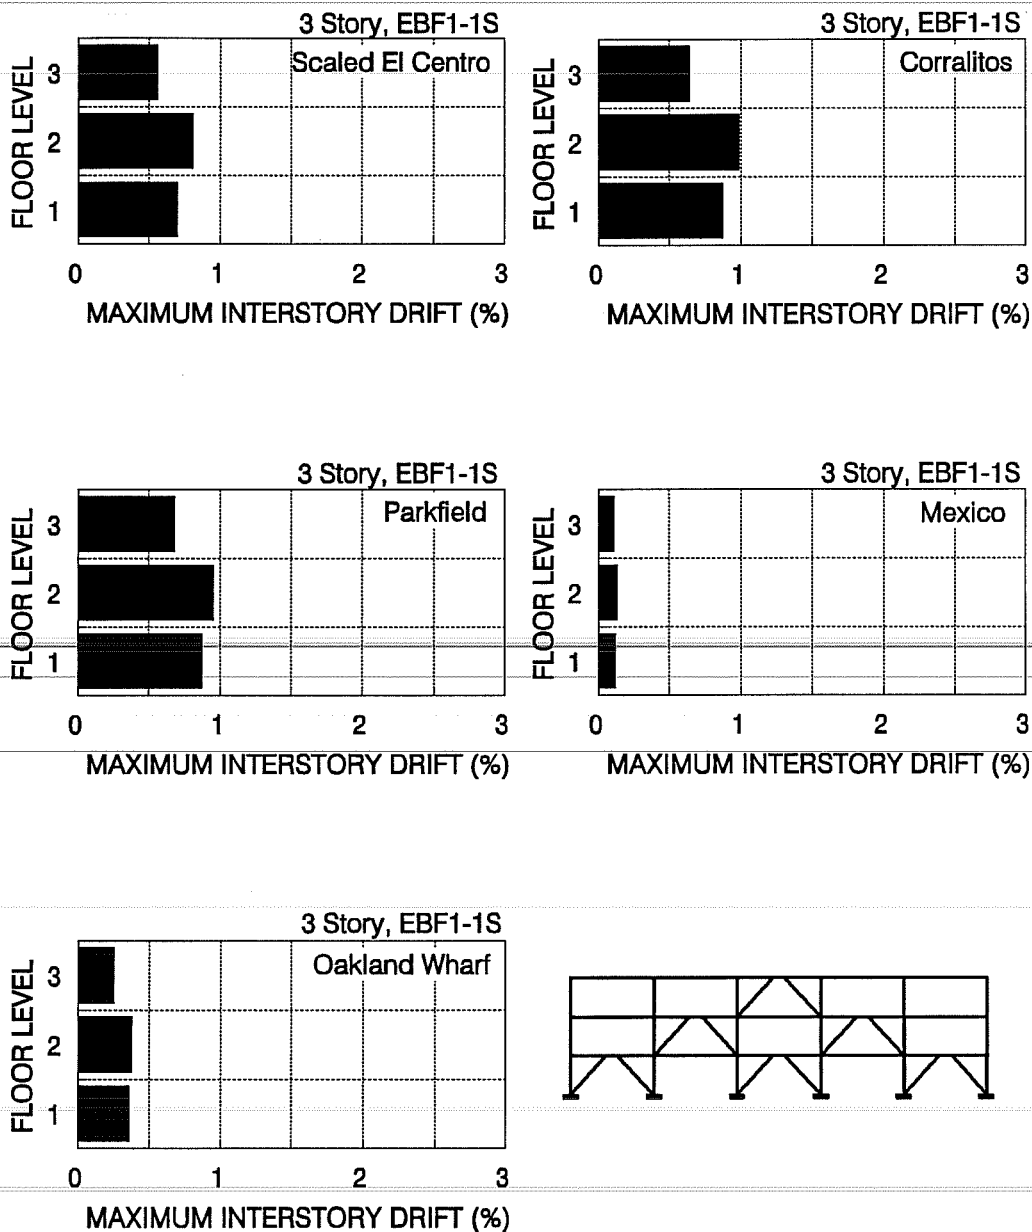 3 Story, EBF1-1S
Scaled El Centro
FLOOR LEVEL
3
2
1
0 1 2 3
MAXIMUM INTERSTORY DRIFT (%)
3 Story, EBF1-1S
Corralitos
FLOOR LEVEL
3
2
1
0 1 2 3
MAXIMUM INTERSTORY DRIFT (%)
3 Story, EBF1-1S
Parkfield
FLOOR LEVEL
3
2
1
0 1 2 3
MAXIMUM INTERSTORY DRIFT (%)
3 Story, EBF1-1S
Mexico
FLOOR LEVEL
3
2
1
0 1 2 3
MAXIMUM INTERSTORY DRIFT (%)
3 Story, EBF1-1S
Oakland Wharf
FLOOR LEVEL
3
2
1
0 1 2 3
MAXIMUM INTERSTORY DRIFT (%)